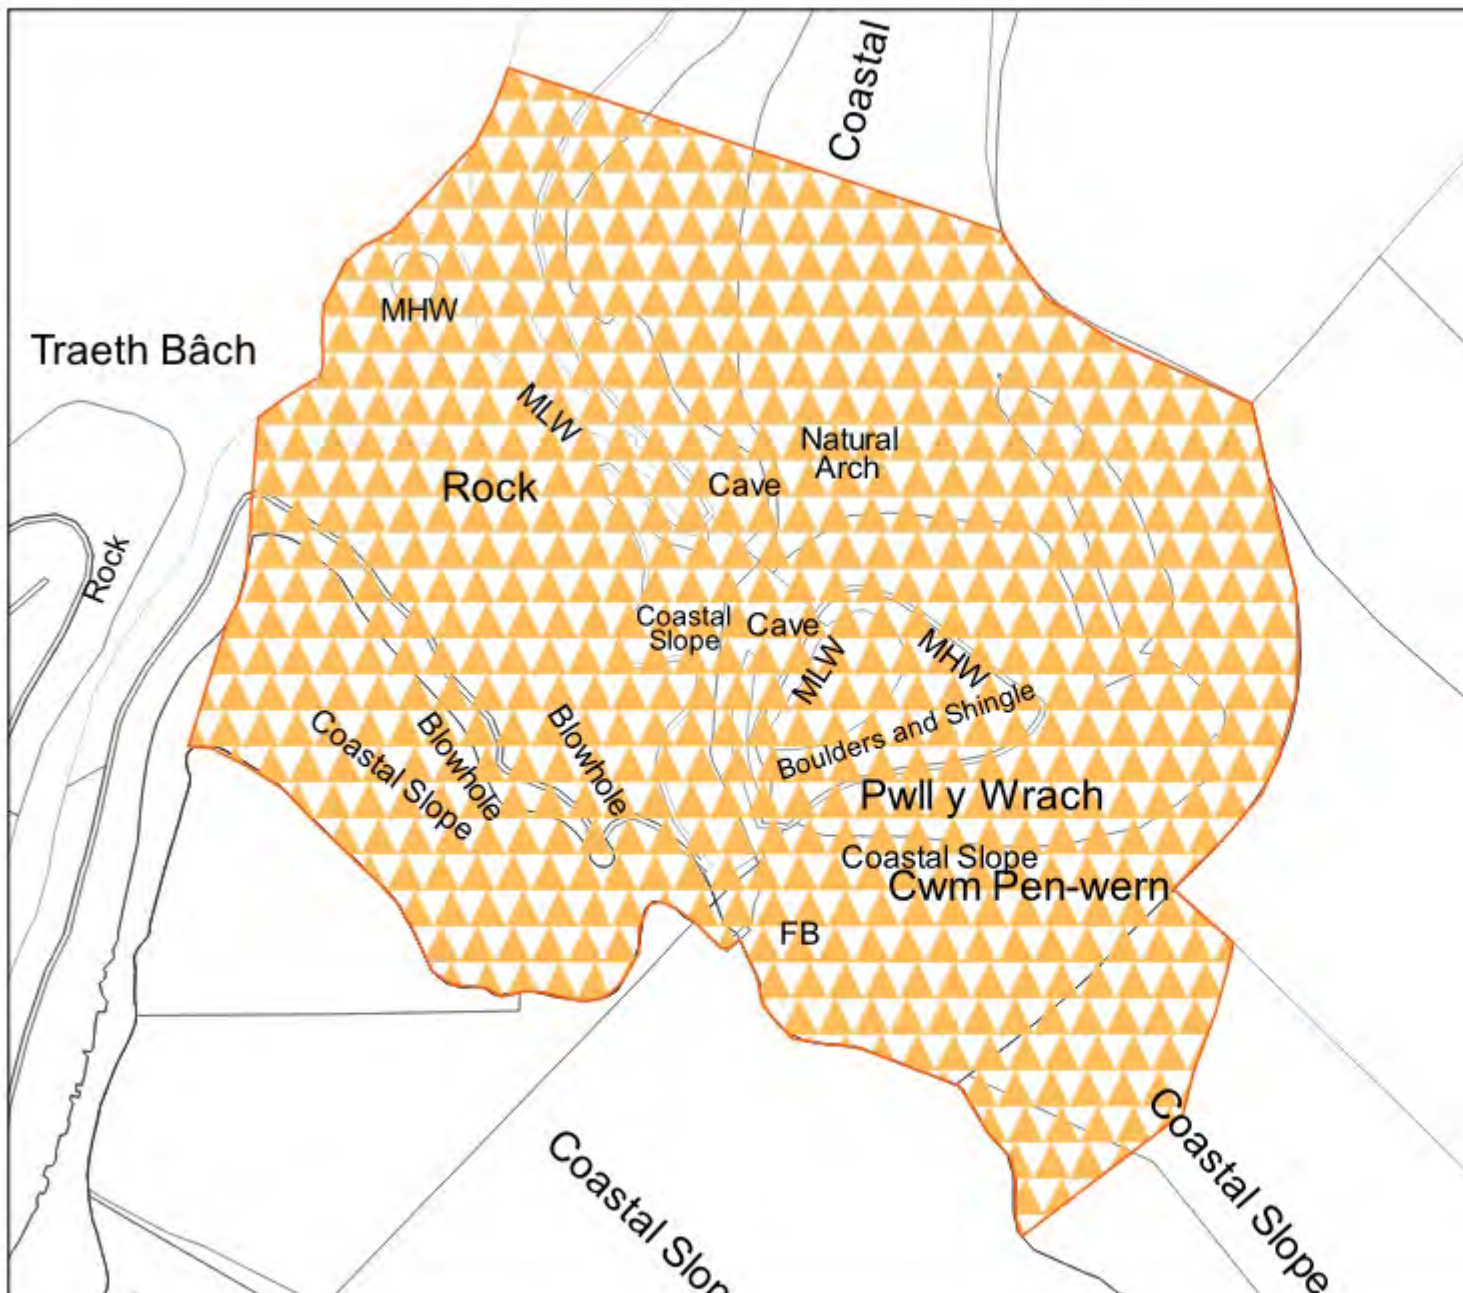 Coastal
MHW
Traeth Bâch
MLW
Natural
Arch
Rock
Cave
Rock
Coastal
Slope
Cave
MLW
MHW
Boulders and Shingle
Coastal Slope
Blowhole
Blowhole
Pwll y Wrach
Coastal Slope
Cwm Pen-wern
FB
Coastal Slope
Coastal Slop